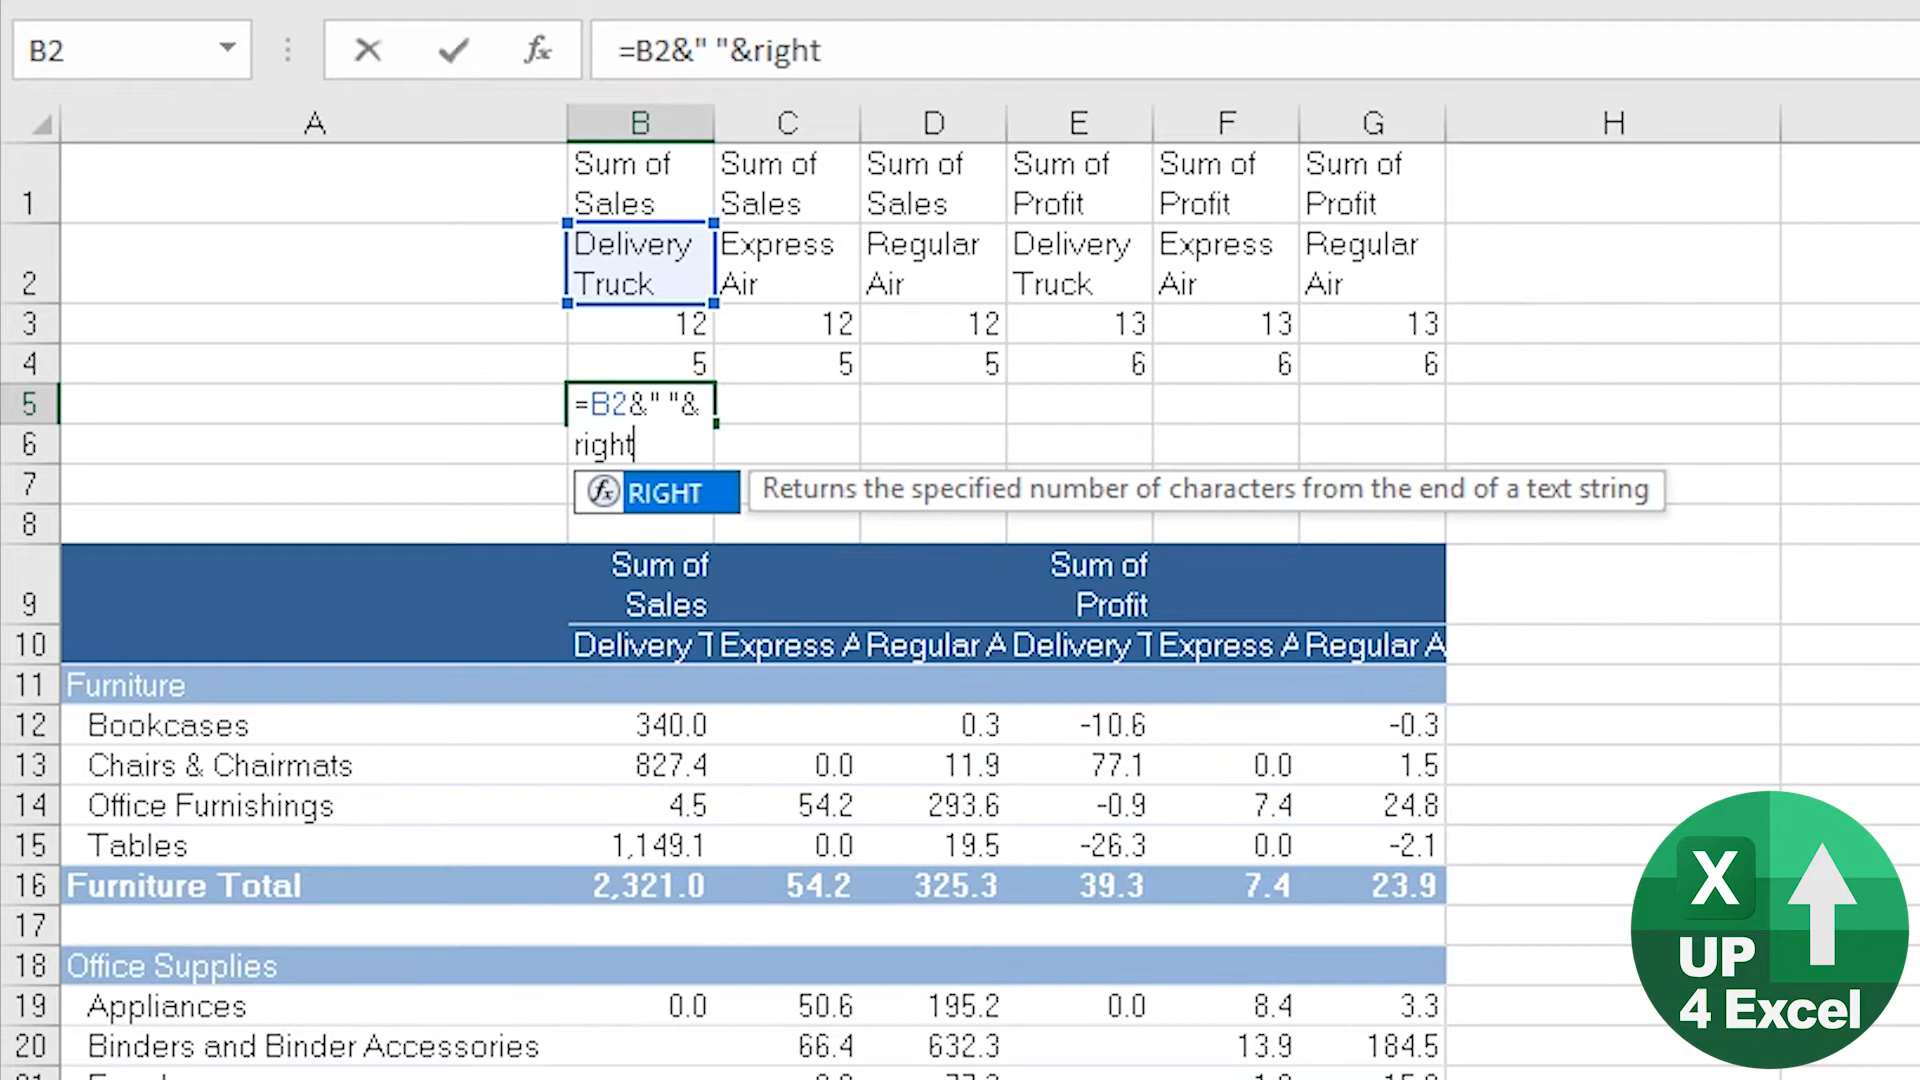 B2 fx =B2&" "&right
A B C D E F G H
Sum of Sum of Sum of Sum of Sum of Sum of
1 Sales Sales Sales Profit Profit Profit
Delivery Express Regular Delivery Express Regular
2 Truck Air Air Truck Air Air
3 12 12 12 13 13 13
4 5 5 5 6 6 6
5 =B2&" "&
6 right
7 fx RIGHT Returns the specified number of characters from the end of a text string
8
Sum of Sum of
9 Sales Profit
10 Delivery T Express A Regular A Delivery T Express A Regular A
11 Furniture
12 Bookcases 340.0 0.3 -10.6 -0.3
13 Chairs & Chairmats 827.4 0.0 11.9 77.1 0.0 1.5
14 Office Furnishings 4.5 54.2 293.6 -0.9 7.4 24.8
15 Tables 1,149.1 0.0 19.5 -26.3 0.0 -2.1
16 Furniture Total 2,321.0 54.2 325.3 39.3 7.4 23.9
17
18 Office Supplies
19 Appliances 0.0 50.6 195.2 0.0 8.4 3.3
20 Binders and Binder Accessories 66.4 632.3 13.9 184.5
X
UP
4 Excel